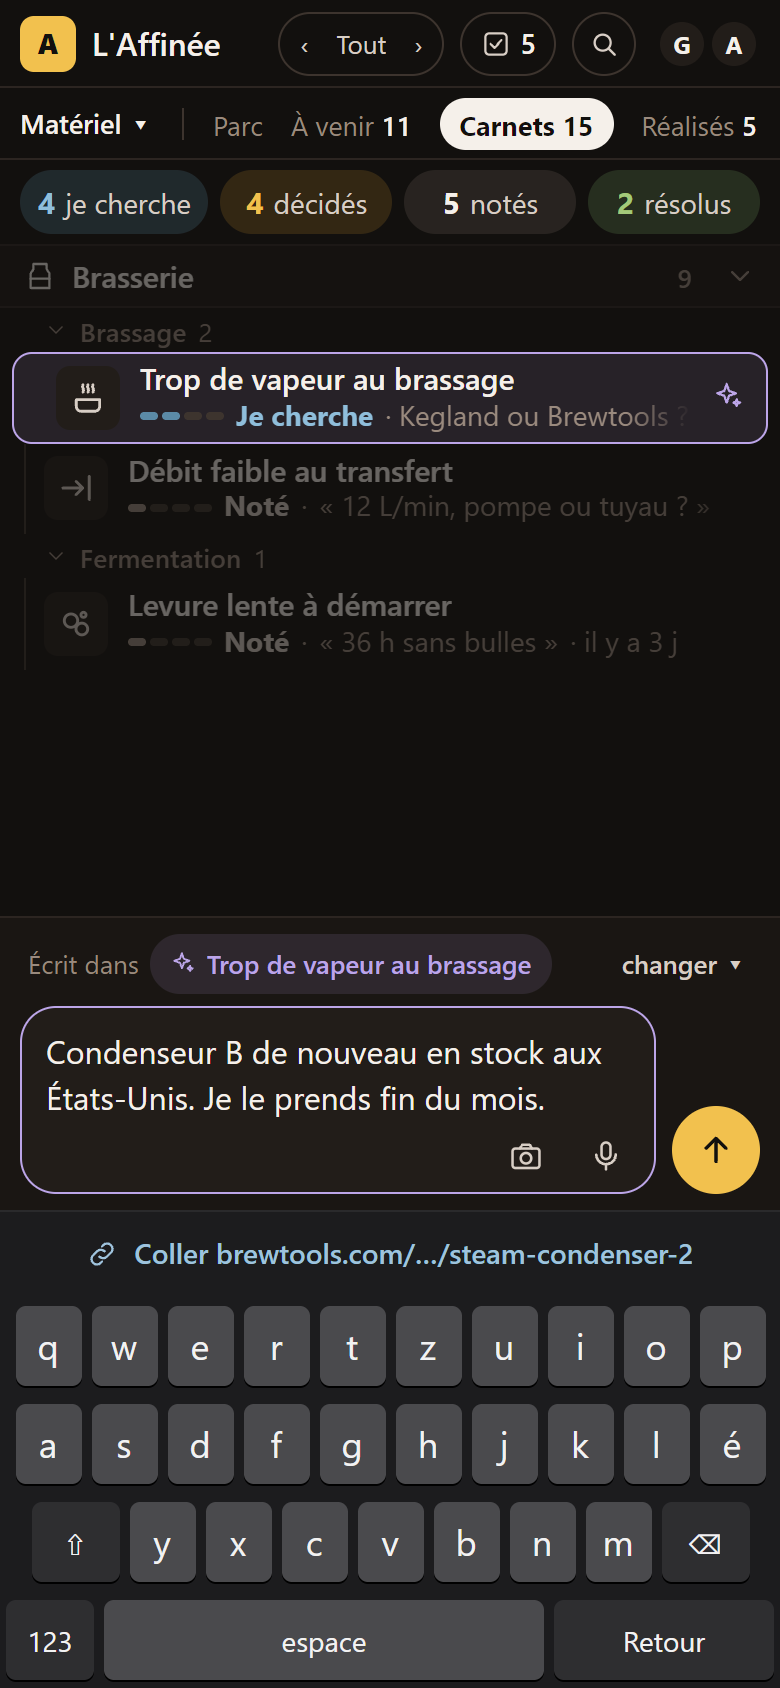 A L'Affinée ‹ Tout › 5 G A
Matériel ▼ Parc À venir 11 Carnets 15 Réalisés 5
4 je cherche 4 décidés 5 notés 2 résolus
Brasserie 9
Brassage 2
Trop de vapeur au brassage
Je cherche · Kegland ou Brewtools ?
Débit faible au transfert
Noté · « 12 L/min, pompe ou tuyau ? »
Fermentation 1
Levure lente à démarrer
Noté · « 36 h sans bulles » · il y a 3 j
Écrit dans Trop de vapeur au brassage changer ▼
Condenseur B de nouveau en stock aux
États-Unis. Je le prends fin du mois.
Coller brewtools.com/…/steam-condenser-2
q w e r t z u i o p
a s d f g h j k l é
⇧ y x c v b n m ⌫
123 espace Retour